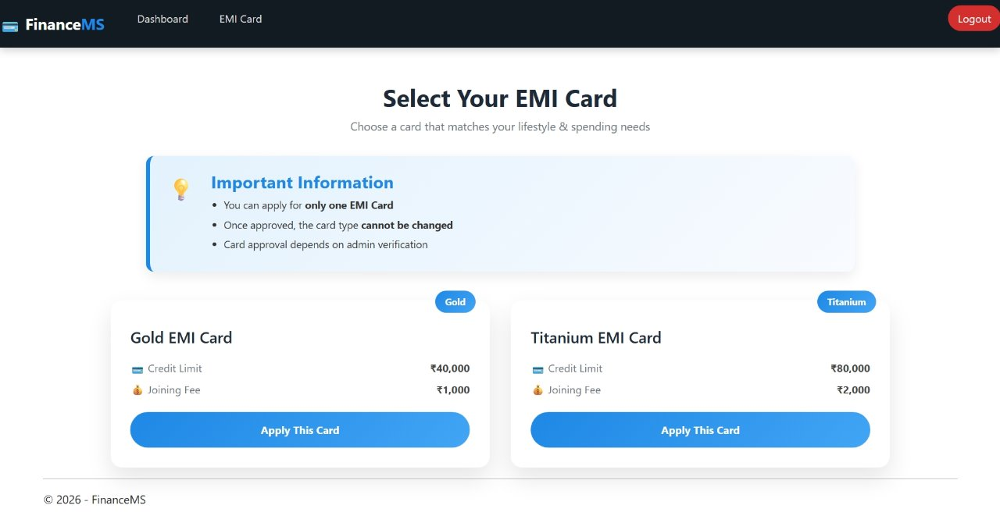 FinanceMS Dashboard EMI Card Logout
Select Your EMI Card
Choose a card that matches your lifestyle & spending needs
Important Information
• You can apply for only one EMI Card
• Once approved, the card type cannot be changed
• Card approval depends on admin verification
Gold
Gold EMI Card
Credit Limit ₹40,000
Joining Fee ₹1,000
Apply This Card
Titanium
Titanium EMI Card
Credit Limit ₹80,000
Joining Fee ₹2,000
Apply This Card
© 2026 - FinanceMS